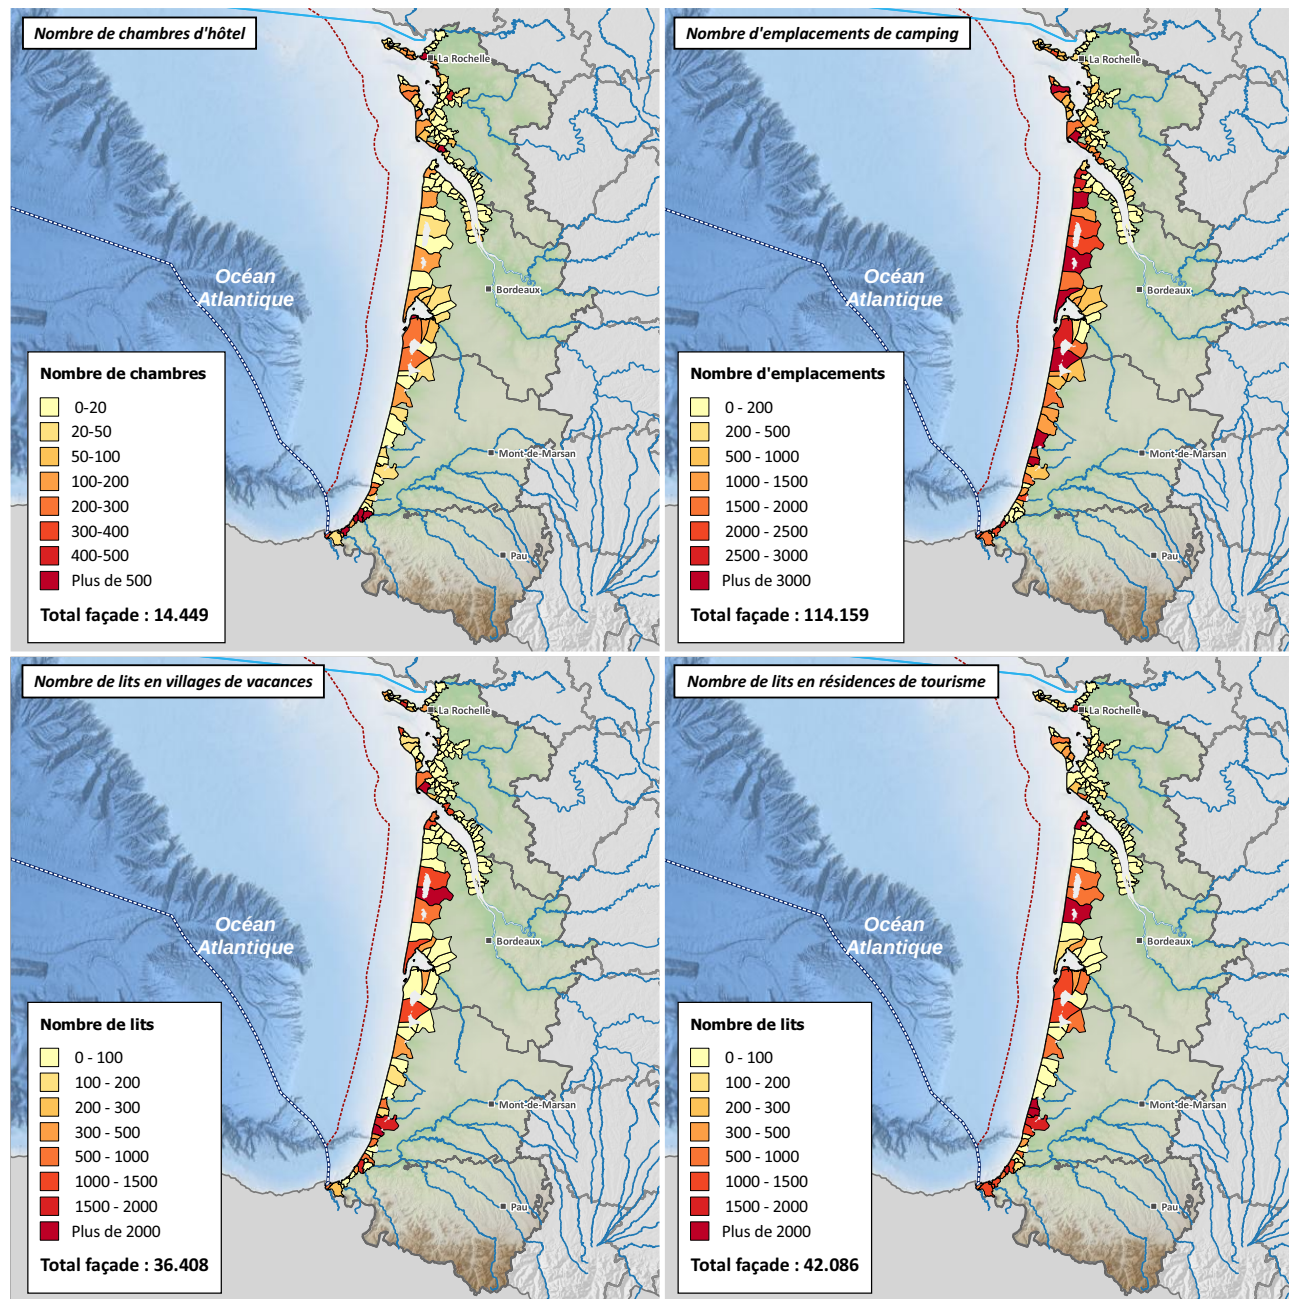 Nombre de chambres d'hôtel
La Rochelle
Océan
Atlantique
Bordeaux
Mont-de-Marsan
Pau
Nombre de chambres
0-20
20-50
50-100
100-200
200-300
300-400
400-500
Plus de 500
Total façade : 14.449
Nombre d'emplacements de camping
La Rochelle
Océan
Atlantique
Bordeaux
Mont-de-Marsan
Pau
Nombre d'emplacements
0 - 200
200 - 500
500 - 1000
1000 - 1500
1500 - 2000
2000 - 2500
2500 - 3000
Plus de 3000
Total façade : 114.159
Nombre de lits en villages de vacances
La Rochelle
Océan
Atlantique
Bordeaux
Mont-de-Marsan
Pau
Nombre de lits
0 - 100
100 - 200
200 - 300
300 - 500
500 - 1000
1000 - 1500
1500 - 2000
Plus de 2000
Total façade : 36.408
Nombre de lits en résidences de tourisme
La Rochelle
Océan
Atlantique
Bordeaux
Mont-de-Marsan
Pau
Nombre de lits
0 - 100
100 - 200
200 - 300
300 - 500
500 - 1000
1000 - 1500
1500 - 2000
Plus de 2000
Total façade : 42.086